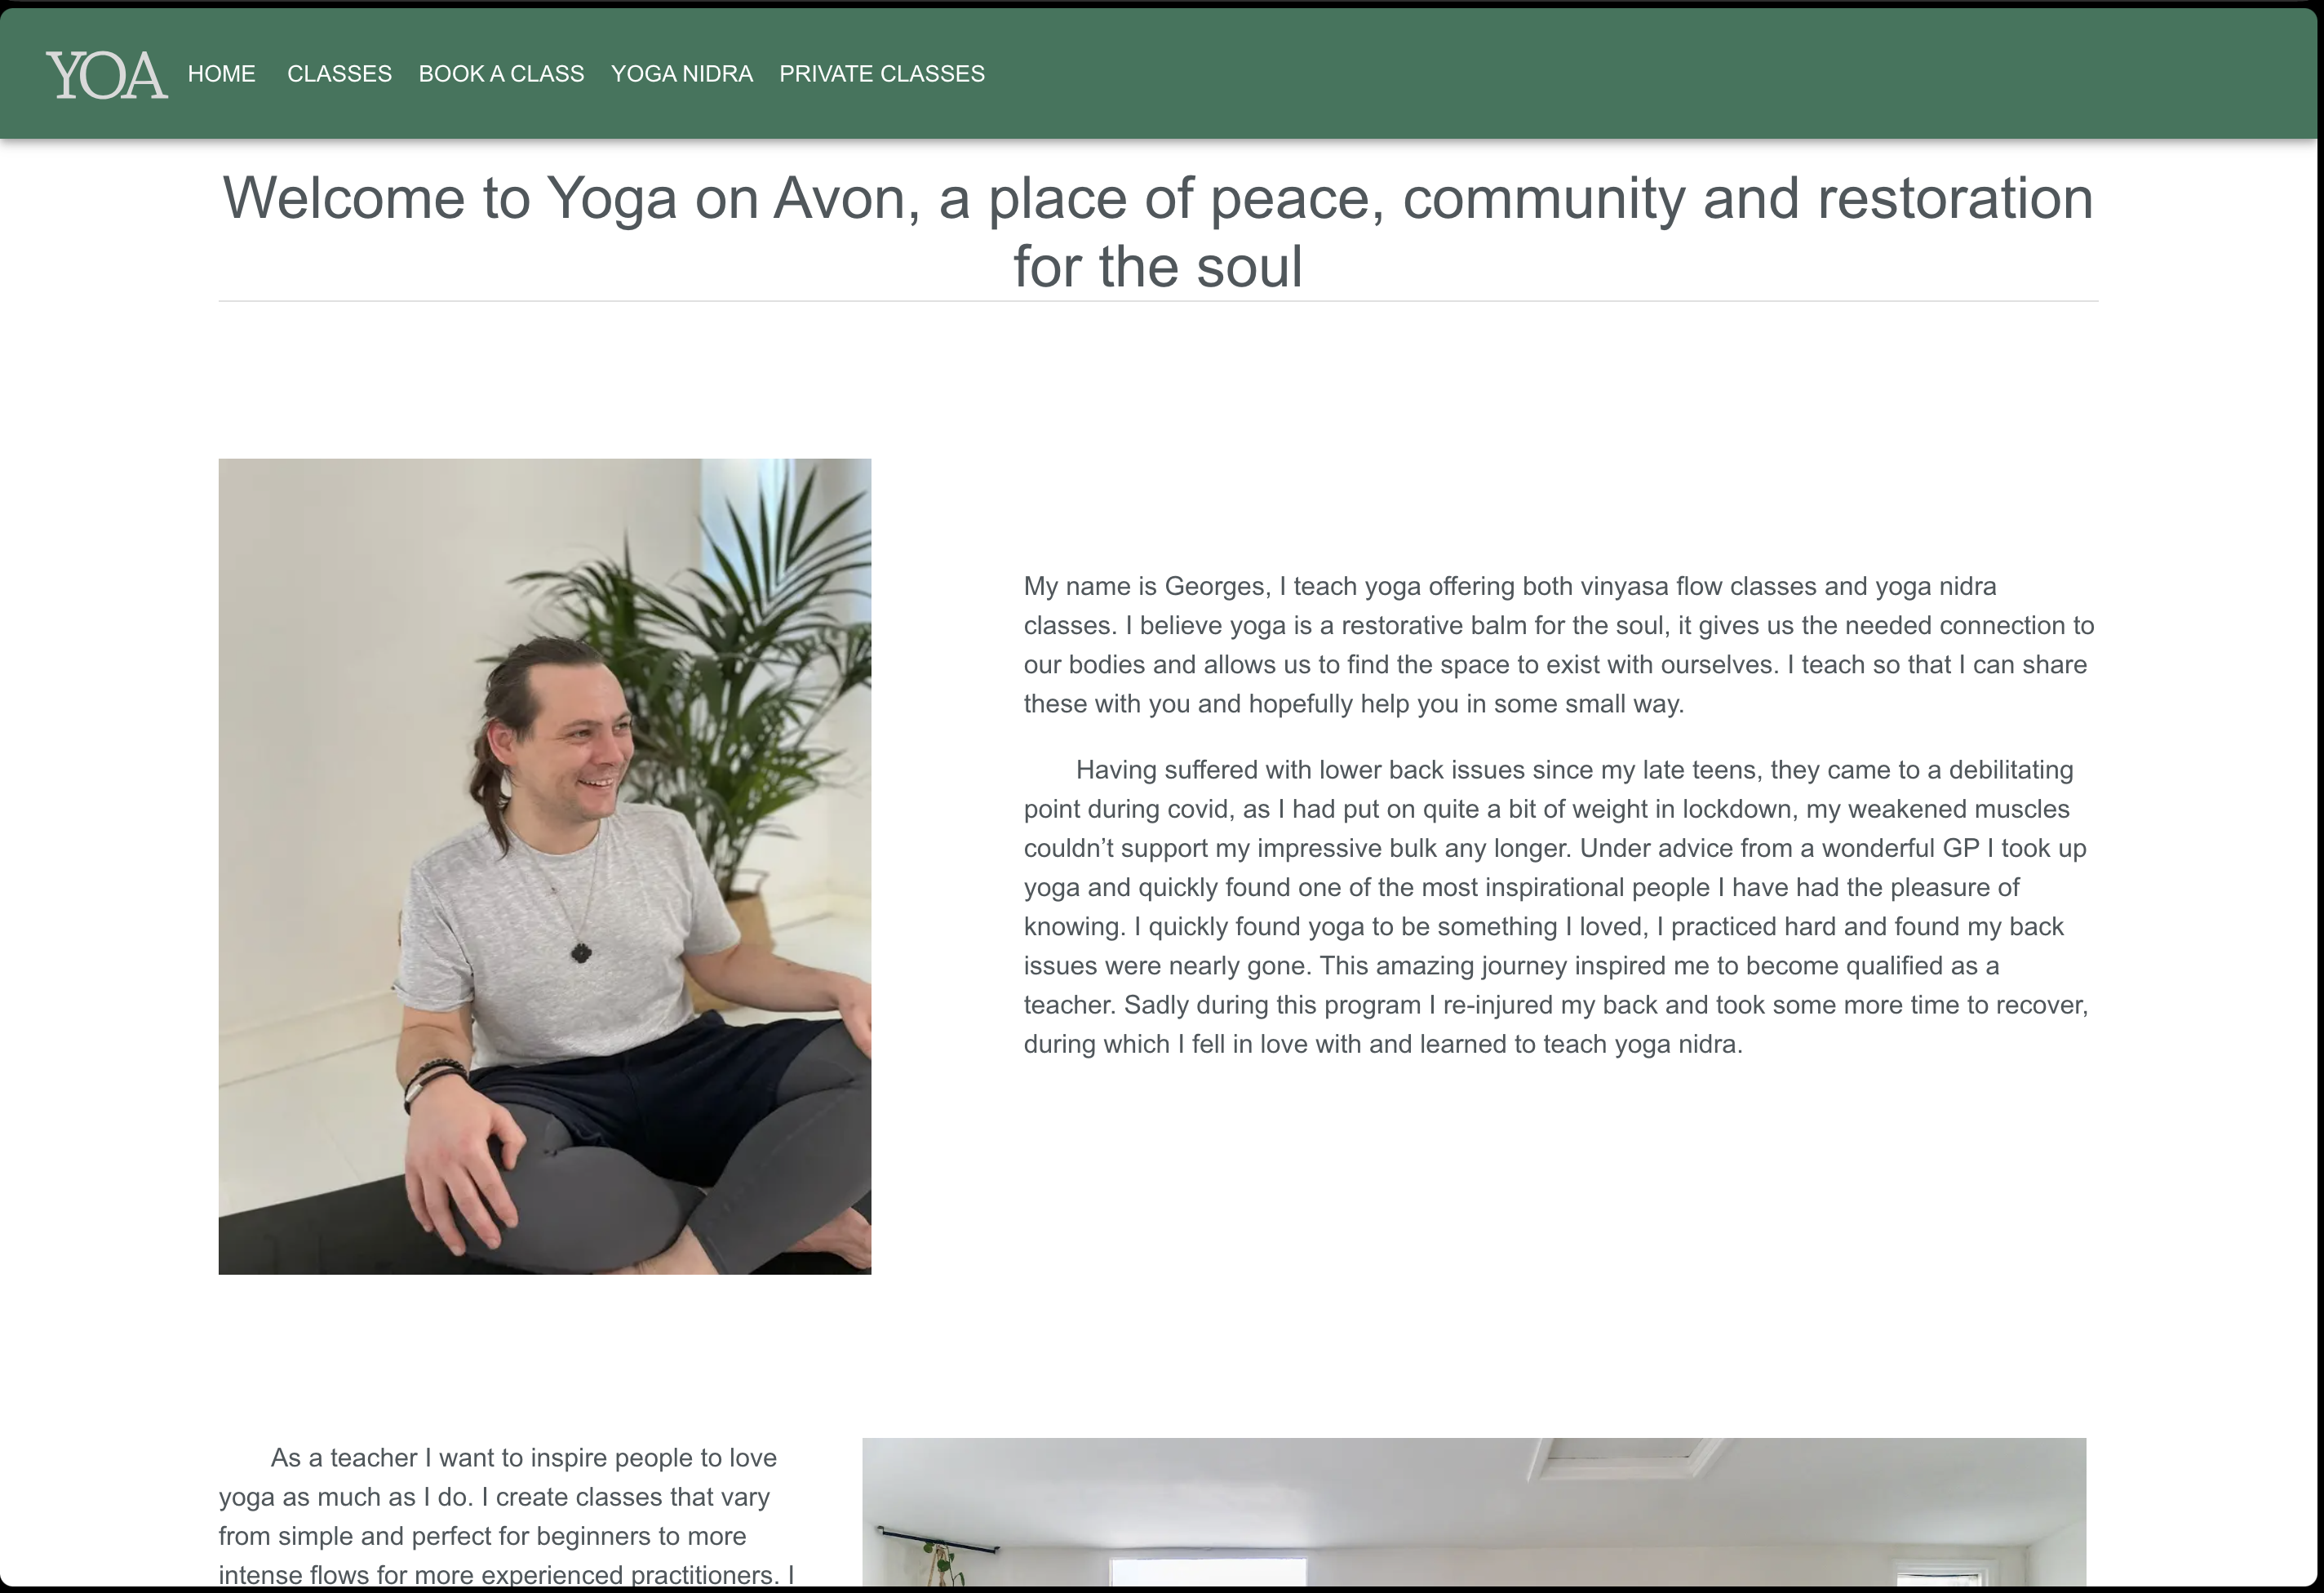 YOA HOME CLASSES BOOK A CLASS YOGA NIDRA PRIVATE CLASSES
Welcome to Yoga on Avon, a place of peace, community and restoration
for the soul
My name is Georges, I teach yoga offering both vinyasa flow classes and yoga nidra
classes. I believe yoga is a restorative balm for the soul, it gives us the needed connection to
our bodies and allows us to find the space to exist with ourselves. I teach so that I can share
these with you and hopefully help you in some small way.
Having suffered with lower back issues since my late teens, they came to a debilitating
point during covid, as I had put on quite a bit of weight in lockdown, my weakened muscles
couldn’t support my impressive bulk any longer. Under advice from a wonderful GP I took up
yoga and quickly found one of the most inspirational people I have had the pleasure of
knowing. I quickly found yoga to be something I loved, I practiced hard and found my back
issues were nearly gone. This amazing journey inspired me to become qualified as a
teacher. Sadly during this program I re-injured my back and took some more time to recover,
during which I fell in love with and learned to teach yoga nidra.
As a teacher I want to inspire people to love
yoga as much as I do. I create classes that vary
from simple and perfect for beginners to more
intense flows for more experienced practitioners. I